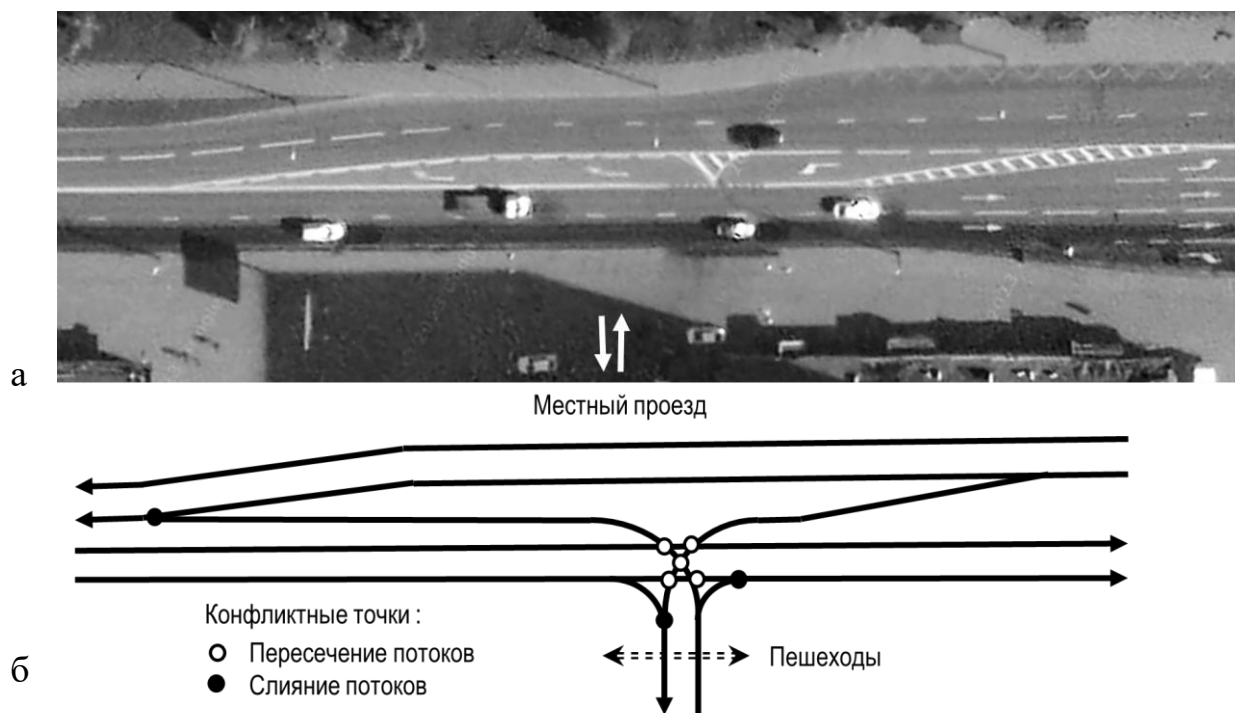 а
Местный проезд
Конфликтные точки :
Пересечение потоков
Слияние потоков
Пешеходы
б